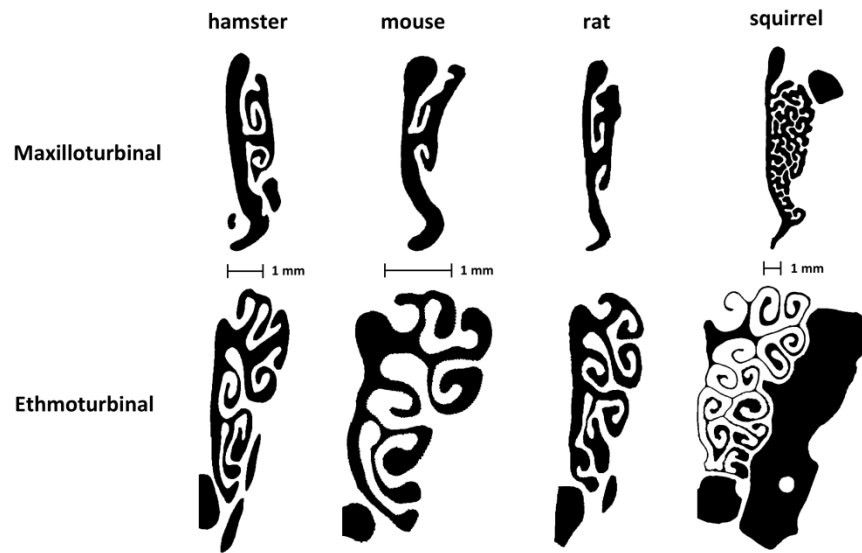 hamster mouse rat squirrel
Maxilloturbinal
1 mm 1 mm 1 mm
Ethmoturbinal